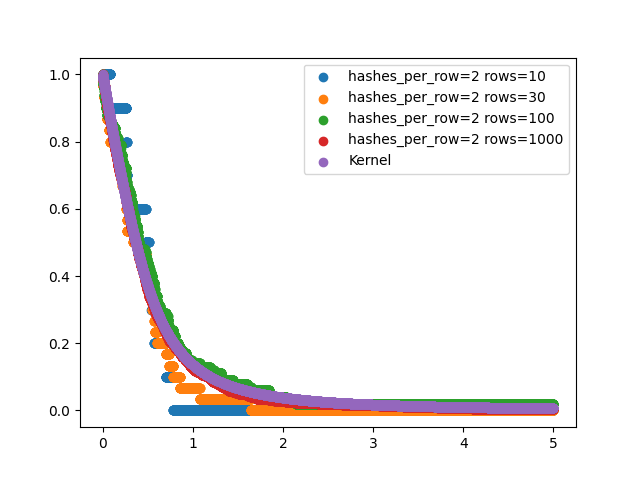 hashes_per_row=2 rows=10
hashes_per_row=2 rows=30
hashes_per_row=2 rows=100
hashes_per_row=2 rows=1000
Kernel
1.0
0.8
0.6
0.4
0.2
0.0
0 1 2 3 4 5